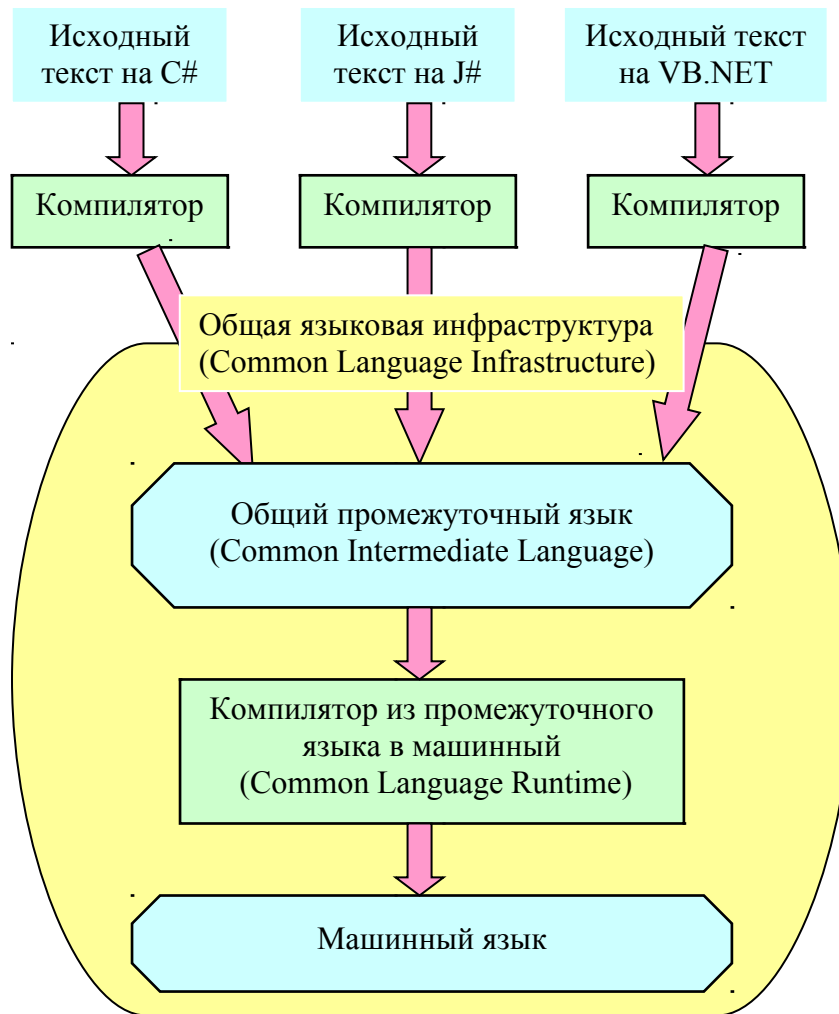 Исходный
текст на C#
Исходный
текст на J#
Исходный текст
на VB.NET
Компилятор
Компилятор
Компилятор
Общая языковая инфраструктура
(Common Language Infrastructure)
Общий промежуточный язык
(Common Intermediate Language)
Компилятор из промежуточного
языка в машинный
(Common Language Runtime)
Машинный язык